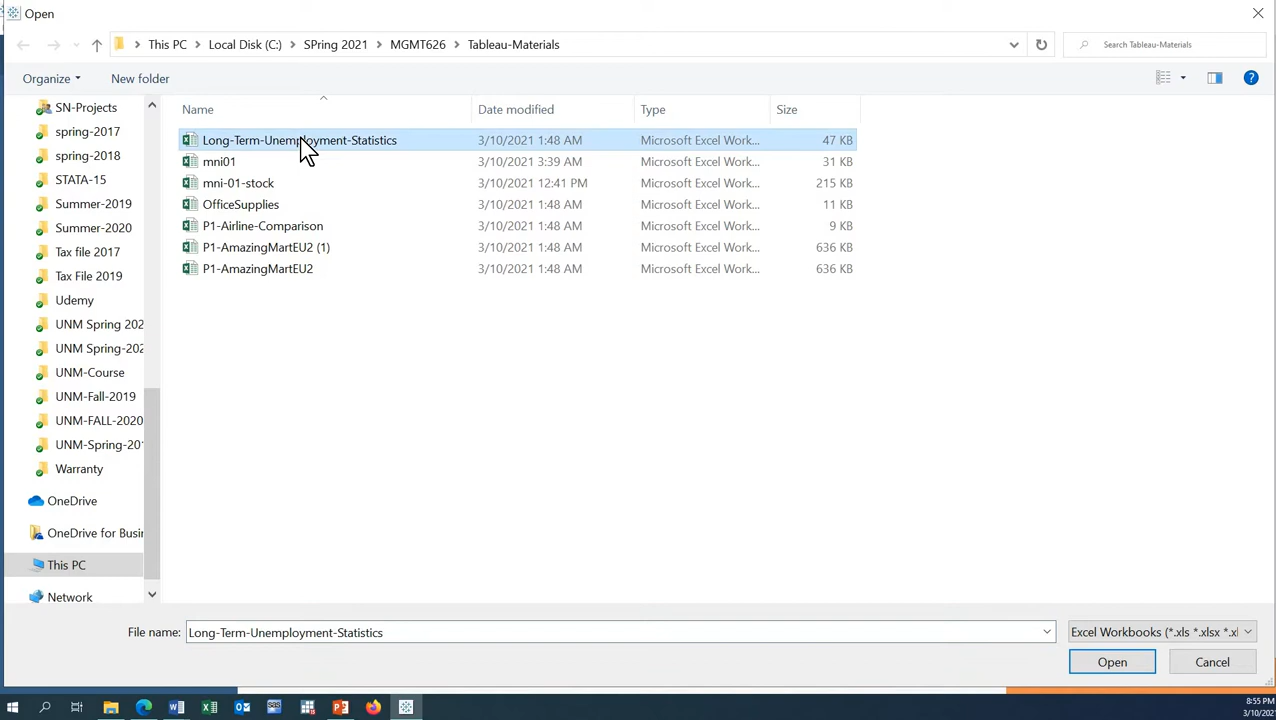 Open
This PC > Local Disk (C:) > SPring 2021 > MGMT626 > Tableau-Materials
Search Tableau-Materials
Organize
New folder
Name
Date modified
Type
Size
SN-Projects
spring-2017
spring-2018
STATA-15
Summer-2019
Summer-2020
Tax file 2017
Tax File 2019
Udemy
UNM Spring 202
UNM Spring-202
UNM-Course
UNM-Fall-2019
UNM-FALL-2020
UNM-Spring-201
Warranty
OneDrive
OneDrive for Busin
This PC
Network
Long-Term-Unemployment-Statistics 3/10/2021 1:48 AM Microsoft Excel Work... 47 KB
mni01 3/10/2021 3:39 AM Microsoft Excel Work... 31 KB
mni-01-stock 3/10/2021 12:41 PM Microsoft Excel Work... 215 KB
OfficeSupplies 3/10/2021 1:48 AM Microsoft Excel Work... 11 KB
P1-Airline-Comparison 3/10/2021 1:48 AM Microsoft Excel Work... 9 KB
P1-AmazingMartEU2 (1) 3/10/2021 1:48 AM Microsoft Excel Work... 636 KB
P1-AmazingMartEU2 3/10/2021 1:48 AM Microsoft Excel Work... 636 KB
File name: Long-Term-Unemployment-Statistics
Excel Workbooks (*.xls *.xlsx *.xl
Open
Cancel
8:55 PM
3/10/2021